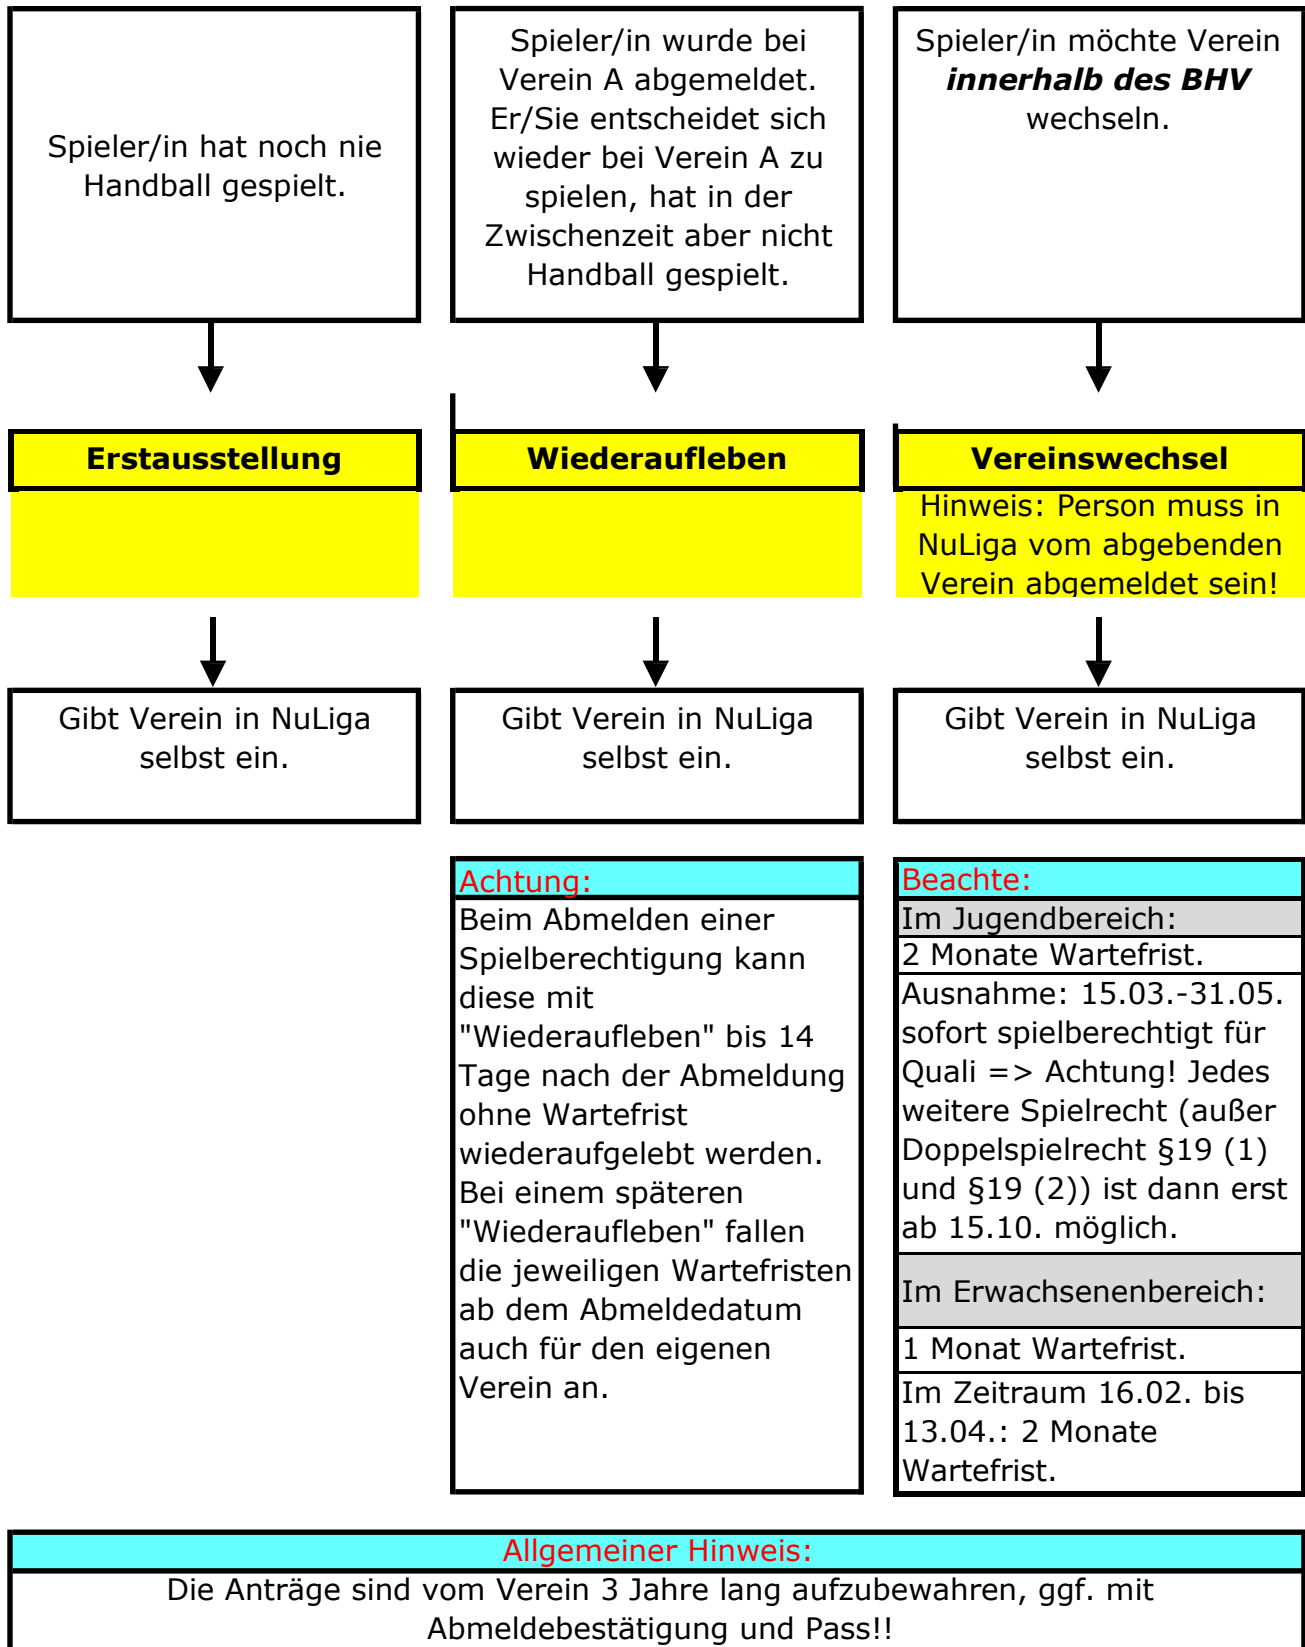 Spieler/in hat noch nie
Handball gespielt.
Spieler/in wurde bei
Verein A abgemeldet.
Er/Sie entscheidet sich
wieder bei Verein A zu
spielen, hat in der
Zwischenzeit aber nicht
Handball gespielt.
Spieler/in möchte Verein
innerhalb des BHV
wechseln.
Erstausstellung
Wiederaufleben
Vereinswechsel
Hinweis: Person muss in
NuLiga vom abgebenden
Verein abgemeldet sein!
Gibt Verein in NuLiga
selbst ein.
Gibt Verein in NuLiga
selbst ein.
Gibt Verein in NuLiga
selbst ein.
Achtung:
Beim Abmelden einer
Spielberechtigung kann
diese mit
"Wiederaufleben" bis 14
Tage nach der Abmeldung
ohne Wartefrist
wiederaufgelebt werden.
Bei einem späteren
"Wiederaufleben" fallen
die jeweiligen Wartefristen
ab dem Abmeldedatum
auch für den eigenen
Verein an.
Beachte:
Im Jugendbereich:
2 Monate Wartefrist.
Ausnahme: 15.03.-31.05.
sofort spielberechtigt für
Quali => Achtung! Jedes
weitere Spielrecht (außer
Doppelspielrecht §19 (1)
und §19 (2)) ist dann erst
ab 15.10. möglich.
Im Erwachsenenbereich:
1 Monat Wartefrist.
Im Zeitraum 16.02. bis
13.04.: 2 Monate
Wartefrist.
Allgemeiner Hinweis:
Die Anträge sind vom Verein 3 Jahre lang aufzubewahren, ggf. mit
Abmeldebestätigung und Pass!!